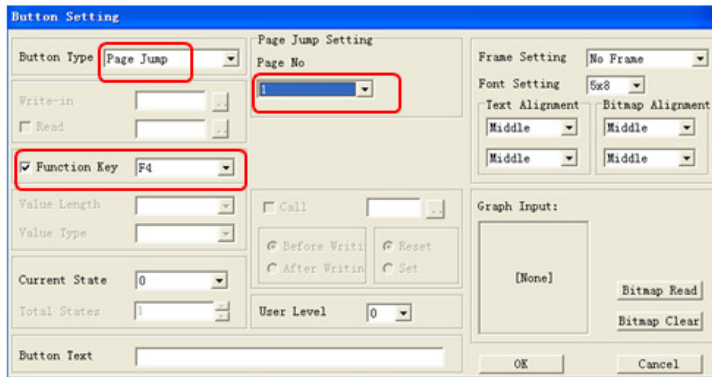 Button Setting
Button Type Page Jump
Write-in
Read
Function Key F4
Value Length
Value Type
Current State 0
Total States 1
Button Text
Page Jump Setting
Page No
1
Call
Before Writi Reset
After Writin Set
User Level 0
Frame Setting No Frame
Font Setting 5x8
Text Alignment Bitmap Alignment
Middle Middle
Middle Middle
Graph Input:
[None]
Bitmap Read
Bitmap Clear
OK Cancel